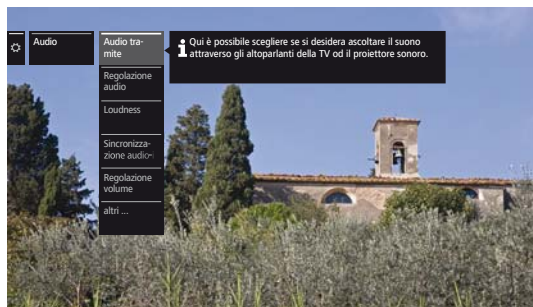 Audio
Audio tra-
mite
Qui è possibile scegliere se si desidera ascoltare il suono
attraverso gli altoparlanti della TV od il proiettore sonoro.
Regolazione
audio
Loudness
Sincronizza-
zione audio-
Regolazione
volume
altri ...